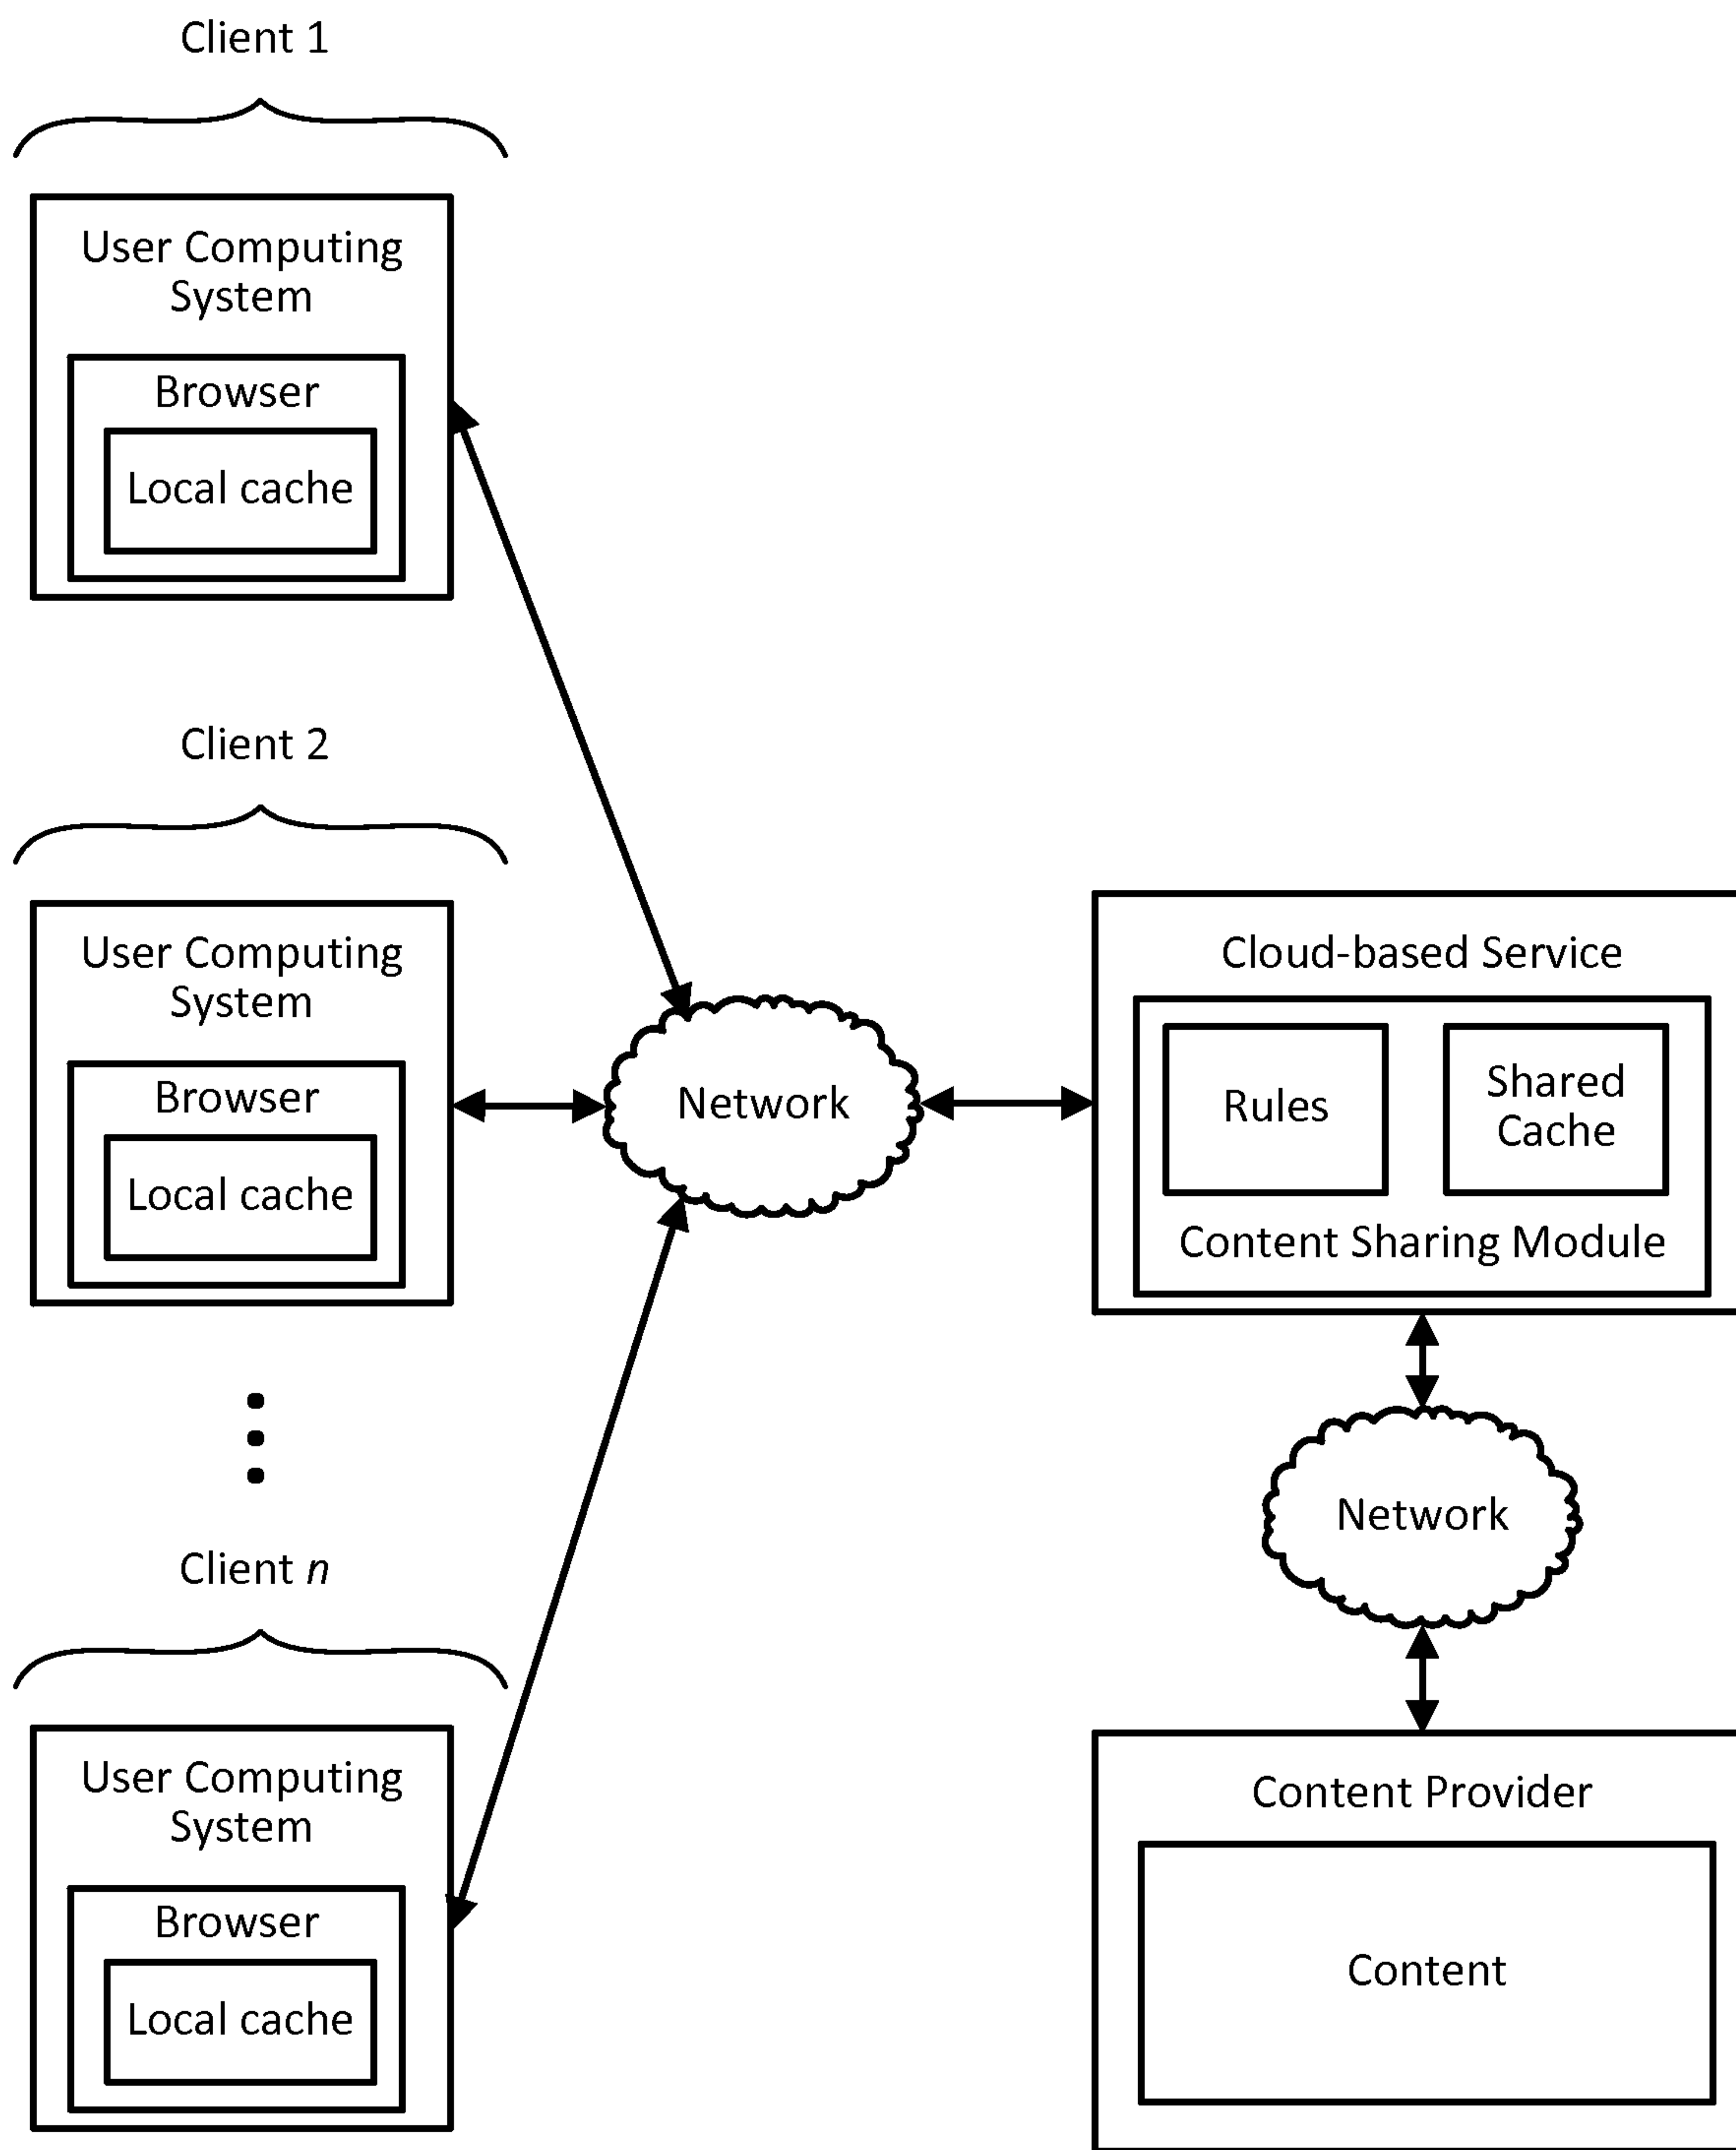 Client 1
User Computing
System
Browser
Local cache
Client 2
User Computing
System
Browser
Local cache
Client n
User Computing
System
Browser
Local cache
Network
Cloud-based Service
Rules
Shared
Cache
Content Sharing Module
Network
Content Provider
Content